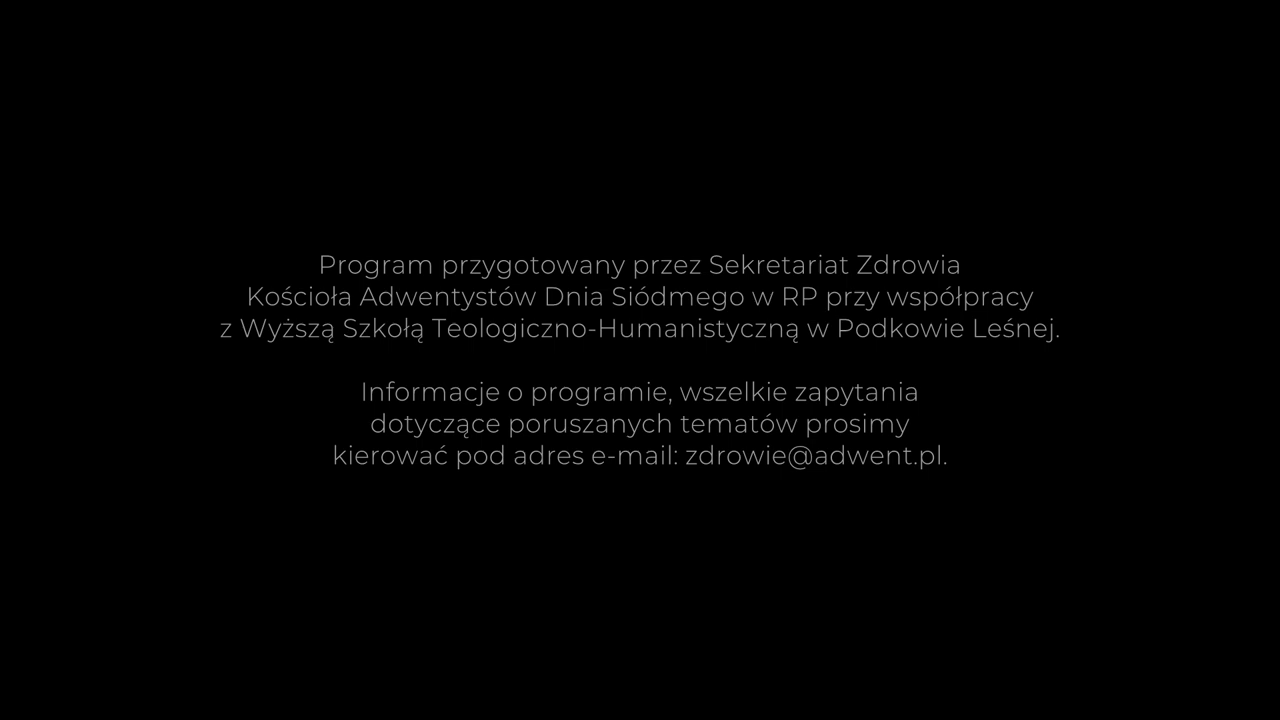 Program przygotowany przez Sekretariat Zdrowia
Kościoła Adwentystów Dnia Siódmego w RP przy współpracy
z Wyższą Szkołą Teologiczno-Humanistyczną w Podkowie Leśnej.
Informacje o programie, wszelkie zapytania
dotyczące poruszanych tematów prosimy
kierować pod adres e-mail: zdrowie@adwent.pl.